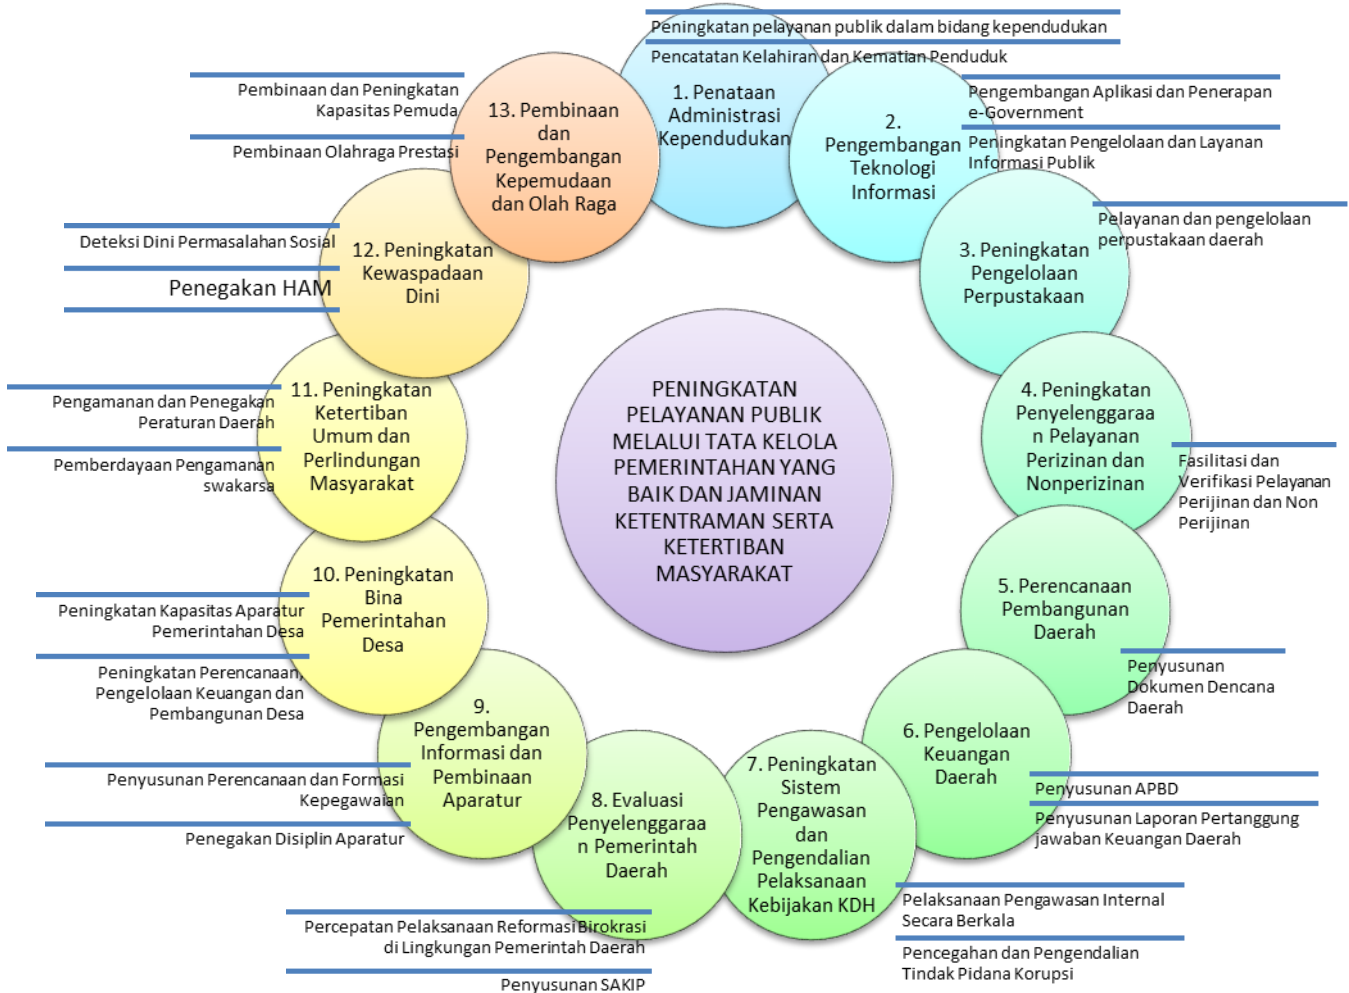 Peningkatan pelayanan publik dalam bidang kependudukan
Pencatatan Kelahiran dan Kematian Penduduk
1. Penataan
Administrasi
Kependudukan
2.
Pengembangan
Teknologi
Informasi
Pengembangan Aplikasi dan Penerapan
e-Government
Peningkatan Pengelolaan dan Layanan
Informasi Publik
3. Peningkatan
Pengelolaan
Perpustakaan
Pelayanan dan pengelolaan
perpustakaan daerah
4. Peningkatan
Penyelenggaraa
n Pelayanan
Perizinan dan
Nonperizinan
Fasilitasi dan
Verifikasi Pelayanan
Perijinan dan Non
Perijinan
5. Perencanaan
Pembangunan
Daerah
Penyusunan
Dokumen Dencana
Daerah
6. Pengelolaan
Keuangan
Daerah
Penyusunan APBD
Penyusunan Laporan Pertanggung
jawaban Keuangan Daerah
7. Peningkatan
Sistem
Pengawasan
dan
Pengendalian
Pelaksanaan
Kebijakan KDH
Pelaksanaan Pengawasan Internal
Secara Berkala
Pencegahan dan Pengendalian
Tindak Pidana Korupsi
8. Evaluasi
Penyelenggaraa
n Pemerintah
Daerah
Percepatan Pelaksanaan Reformasi Birokrasi
di Lingkungan Pemerintah Daerah
Penyusunan SAKIP
9.
Pengembangan
Informasi dan
Pembinaan
Aparatur
Penyusunan Perencanaan dan Formasi
Kepegawaian
Penegakan Disiplin Aparatur
10. Peningkatan
Bina
Pemerintahan
Desa
Peningkatan Kapasitas Aparatur
Pemerintahan Desa
Peningkatan Perencanaan,
Pengelolaan Keuangan dan
Pembangunan Desa
11. Peningkatan
Ketertiban
Umum dan
Perlindungan
Masyarakat
Pengamanan dan Penegakan
Peraturan Daerah
Pemberdayaan Pengamanan
swakarsa
12. Peningkatan
Kewaspadaan
Dini
Deteksi Dini Permasalahan Sosial
Penegakan HAM
13. Pembinaan
dan
Pengembangan
Kepemudaan
dan Olah Raga
Pembinaan dan Peningkatan
Kapasitas Pemuda
Pembinaan Olahraga Prestasi
PENINGKATAN
PELAYANAN PUBLIK
MELALUI TATA KELOLA
PEMERINTAHAN YANG
BAIK DAN JAMINAN
KETENTRAMAN SERTA
KETERTIBAN
MASYARAKAT